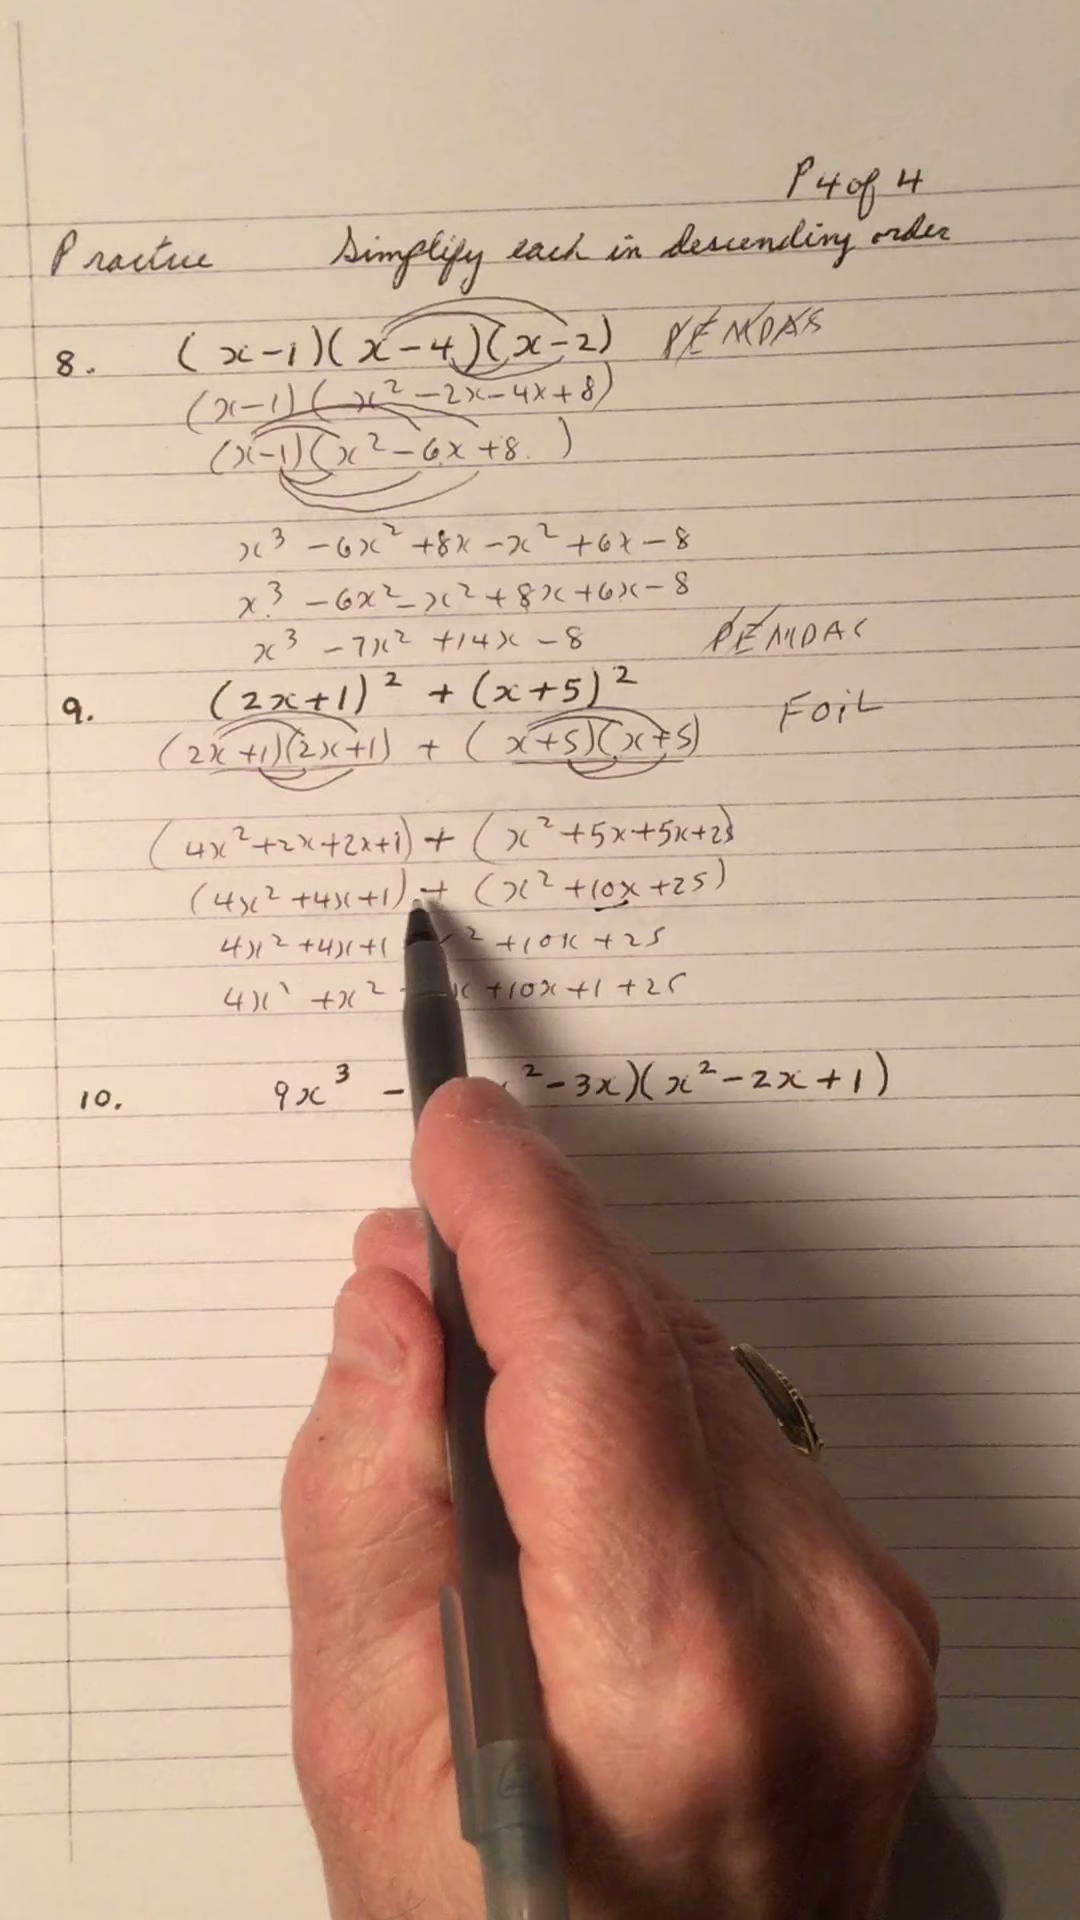 P 4 of 4
Practice Simplify each in descending order
8. (x-1)(x-4)(x-2) PEMDAS
(x-1)(x² - 2x - 4x + 8)
(x-1)(x² - 6x + 8 )
x³ - 6x² + 8x - x² + 6x - 8
x³ - 6x² - x² + 8x + 6x - 8
x³ - 7x² + 14x - 8 PEMDAS
9. (2x+1)² + (x+5)² FOIL
(2x+1)(2x+1) + (x+5)(x+5)
(4x²+2x+2x+1) + (x²+5x+5x+25
(4x²+4x+1) + (x²+10x+25)
4x²+4x+1 ² +10x+25
4x² + x² x +10x+1+25
10. 9x³ - ² - 3x)(x² - 2x + 1)